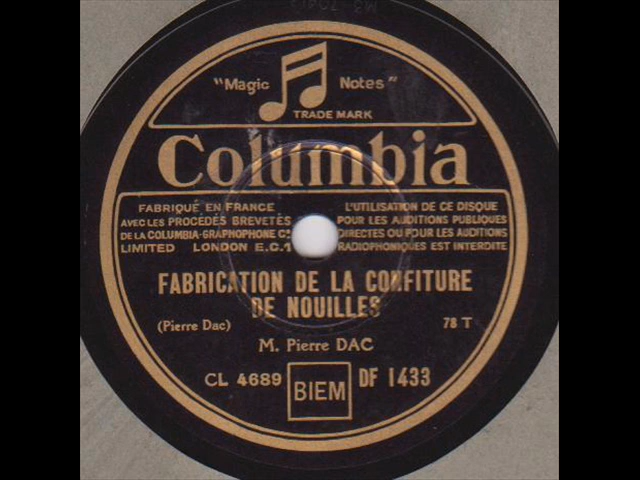 "Magic Notes"
TRADE MARK
Columbia
FABRIQUÉ EN FRANCE
AVEC LES PROCÉDÉS BREVETÉS
DE LA COLUMBIA-GRAPHOPHONE Cº
LIMITED LONDON E.C.1
L'UTILISATION DE CE DISQUE
POUR LES AUDITIONS PUBLIQUES
DIRECTES OU POUR LES AUDITIONS
RADIOPHONIQUES EST INTERDITE
FABRICATION DE LA CONFITURE
DE NOUILLES
(Pierre Dac) 78 T
M. Pierre DAC
CL 4689 BIEM DF 1433